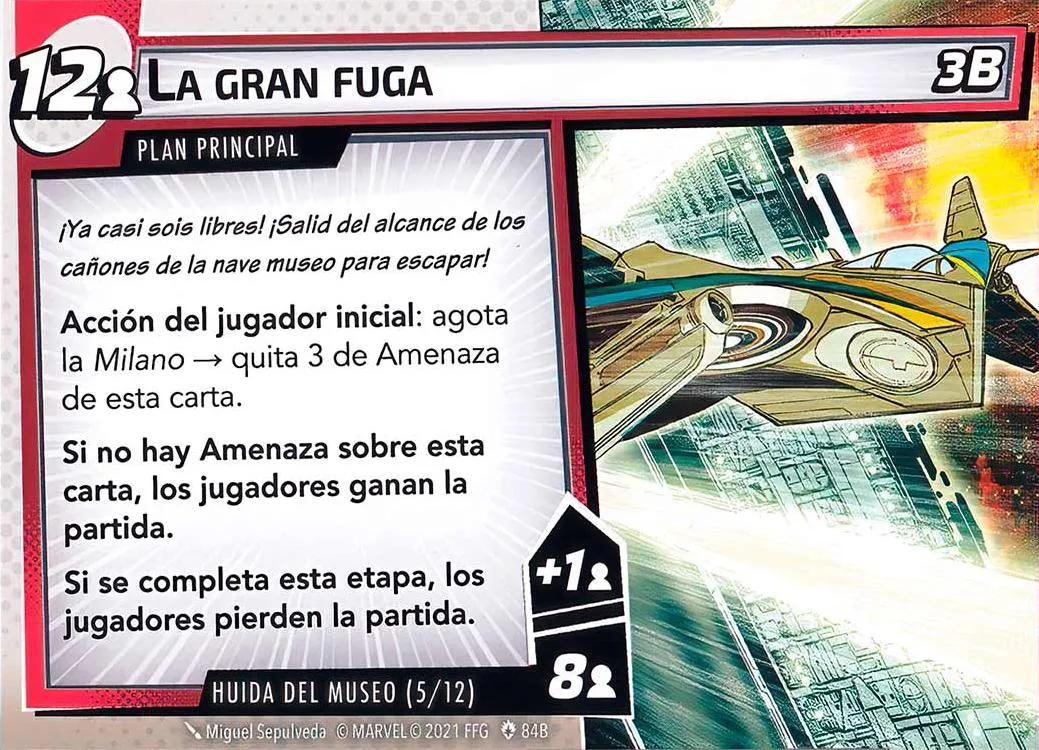 12 LA GRAN FUGA 3B
PLAN PRINCIPAL
¡Ya casi sois libres! ¡Salid del alcance de los
cañones de la nave museo para escapar!
Acción del jugador inicial: agota
la Milano → quita 3 de Amenaza
de esta carta.
Si no hay Amenaza sobre esta
carta, los jugadores ganan la
partida.
Si se completa esta etapa, los
jugadores pierden la partida.
+1
8
HUIDA DEL MUSEO (5/12)
Miguel Sepulveda © MARVEL © 2021 FFG 84B